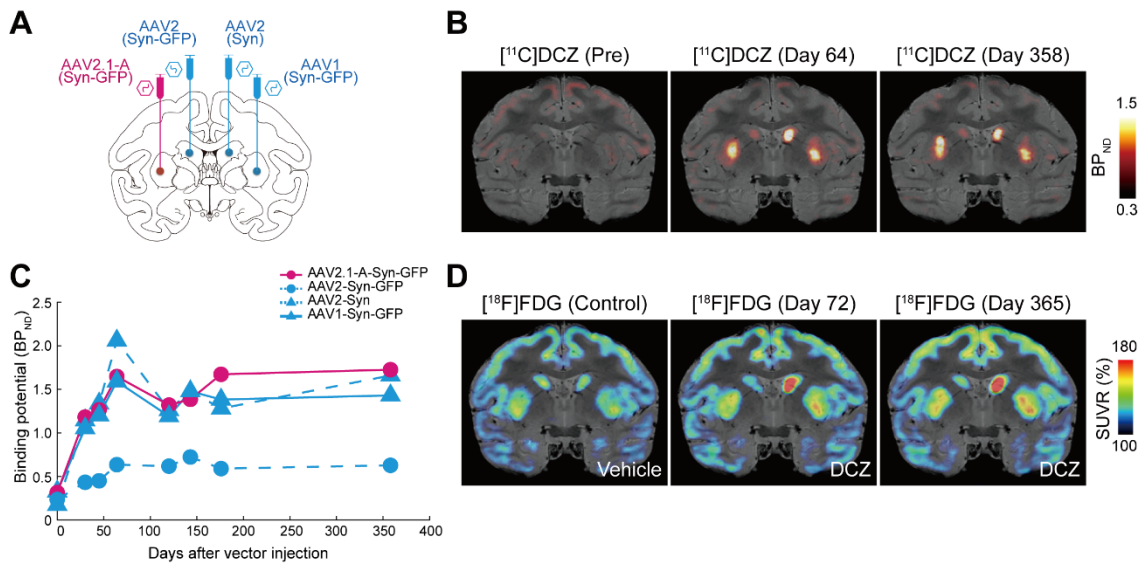 A
AAV2
(Syn-GFP)
AAV2
(Syn)
AAV2.1-A
(Syn-GFP)
AAV1
(Syn-GFP)
B
[¹¹C]DCZ (Pre)
[¹¹C]DCZ (Day 64)
[¹¹C]DCZ (Day 358)
1.5
BP_ND
0.3
C
AAV2.1-A-Syn-GFP
AAV2-Syn-GFP
AAV2-Syn
AAV1-Syn-GFP
Binding potential (BP_ND)
2.5
2.0
1.5
1.0
0.5
0
0 50 100 150 200 250 300 350 400
Days after vector injection
D
[¹⁸F]FDG (Control)
[¹⁸F]FDG (Day 72)
[¹⁸F]FDG (Day 365)
Vehicle
DCZ
DCZ
180
SUVR (%)
100